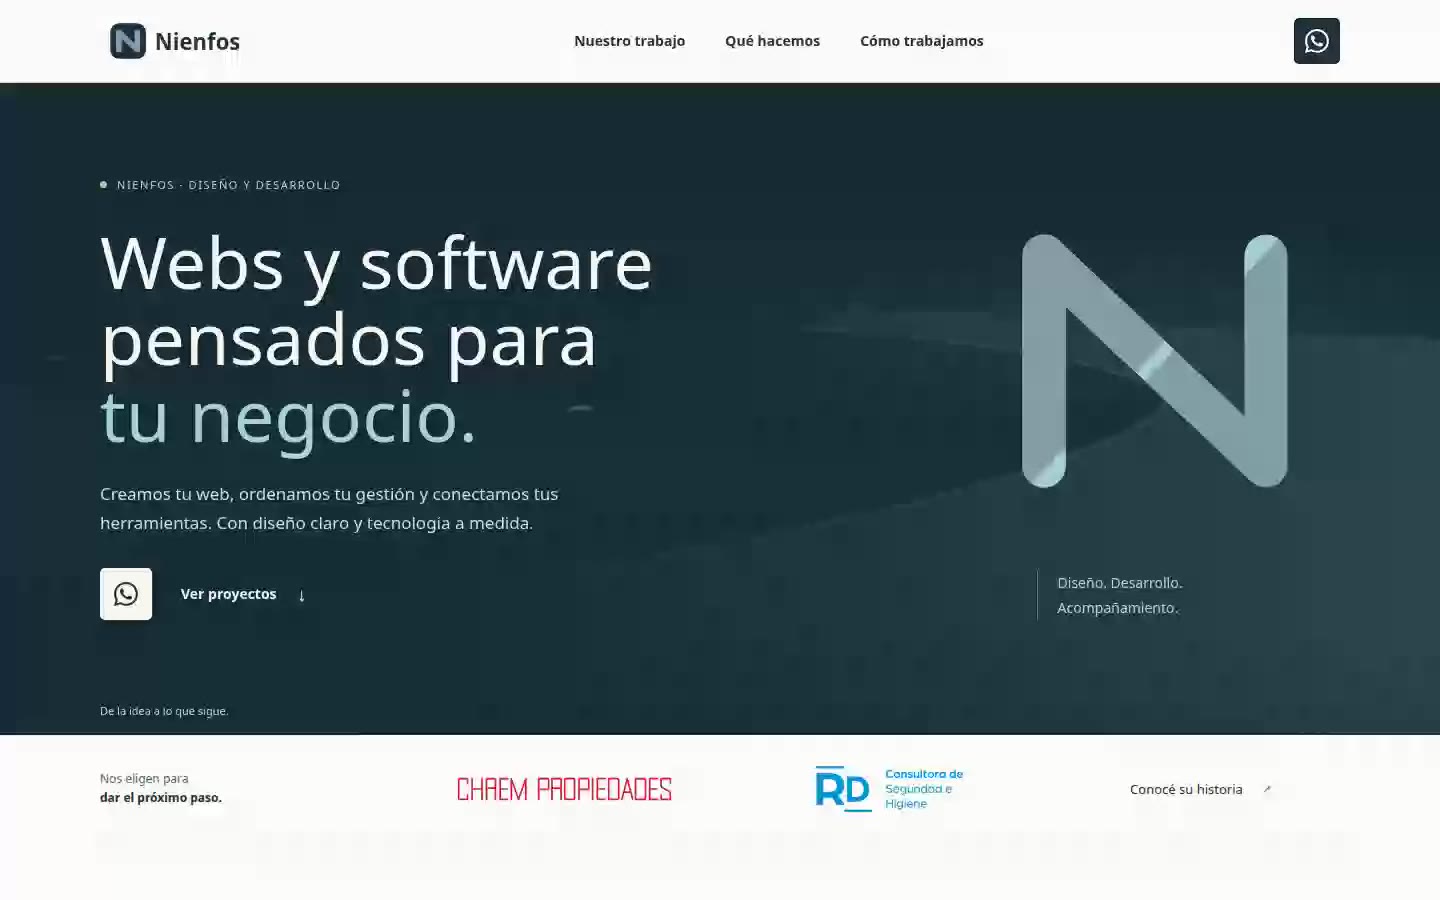 Nienfos
Nuestro trabajo
Qué hacemos
Cómo trabajamos
NIENFOS · DISEÑO Y DESARROLLO
Webs y software
pensados para
tu negocio.
Creamos tu web, ordenamos tu gestión y conectamos tus
herramientas. Con diseño claro y tecnología a medida.
Ver proyectos ↓
Diseño. Desarrollo.
Acompañamiento.
De la idea a lo que sigue.
Nos eligen para
dar el próximo paso.
CHAEM PROPIEDADES
RD
Consultora de
Seguridad e
Higiene
Conocé su historia ↗